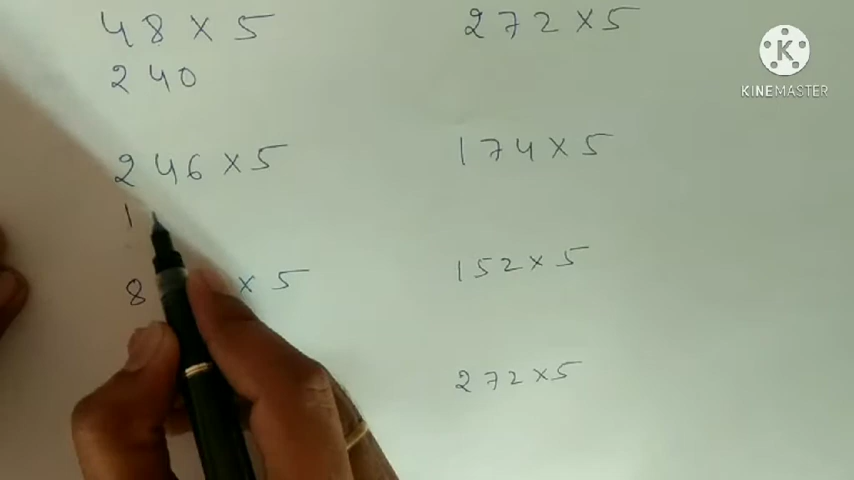 48 × 5
240
246 × 5
1
8 × 5
272 × 5
174 × 5
152 × 5
272 × 5
K
KINEMASTER